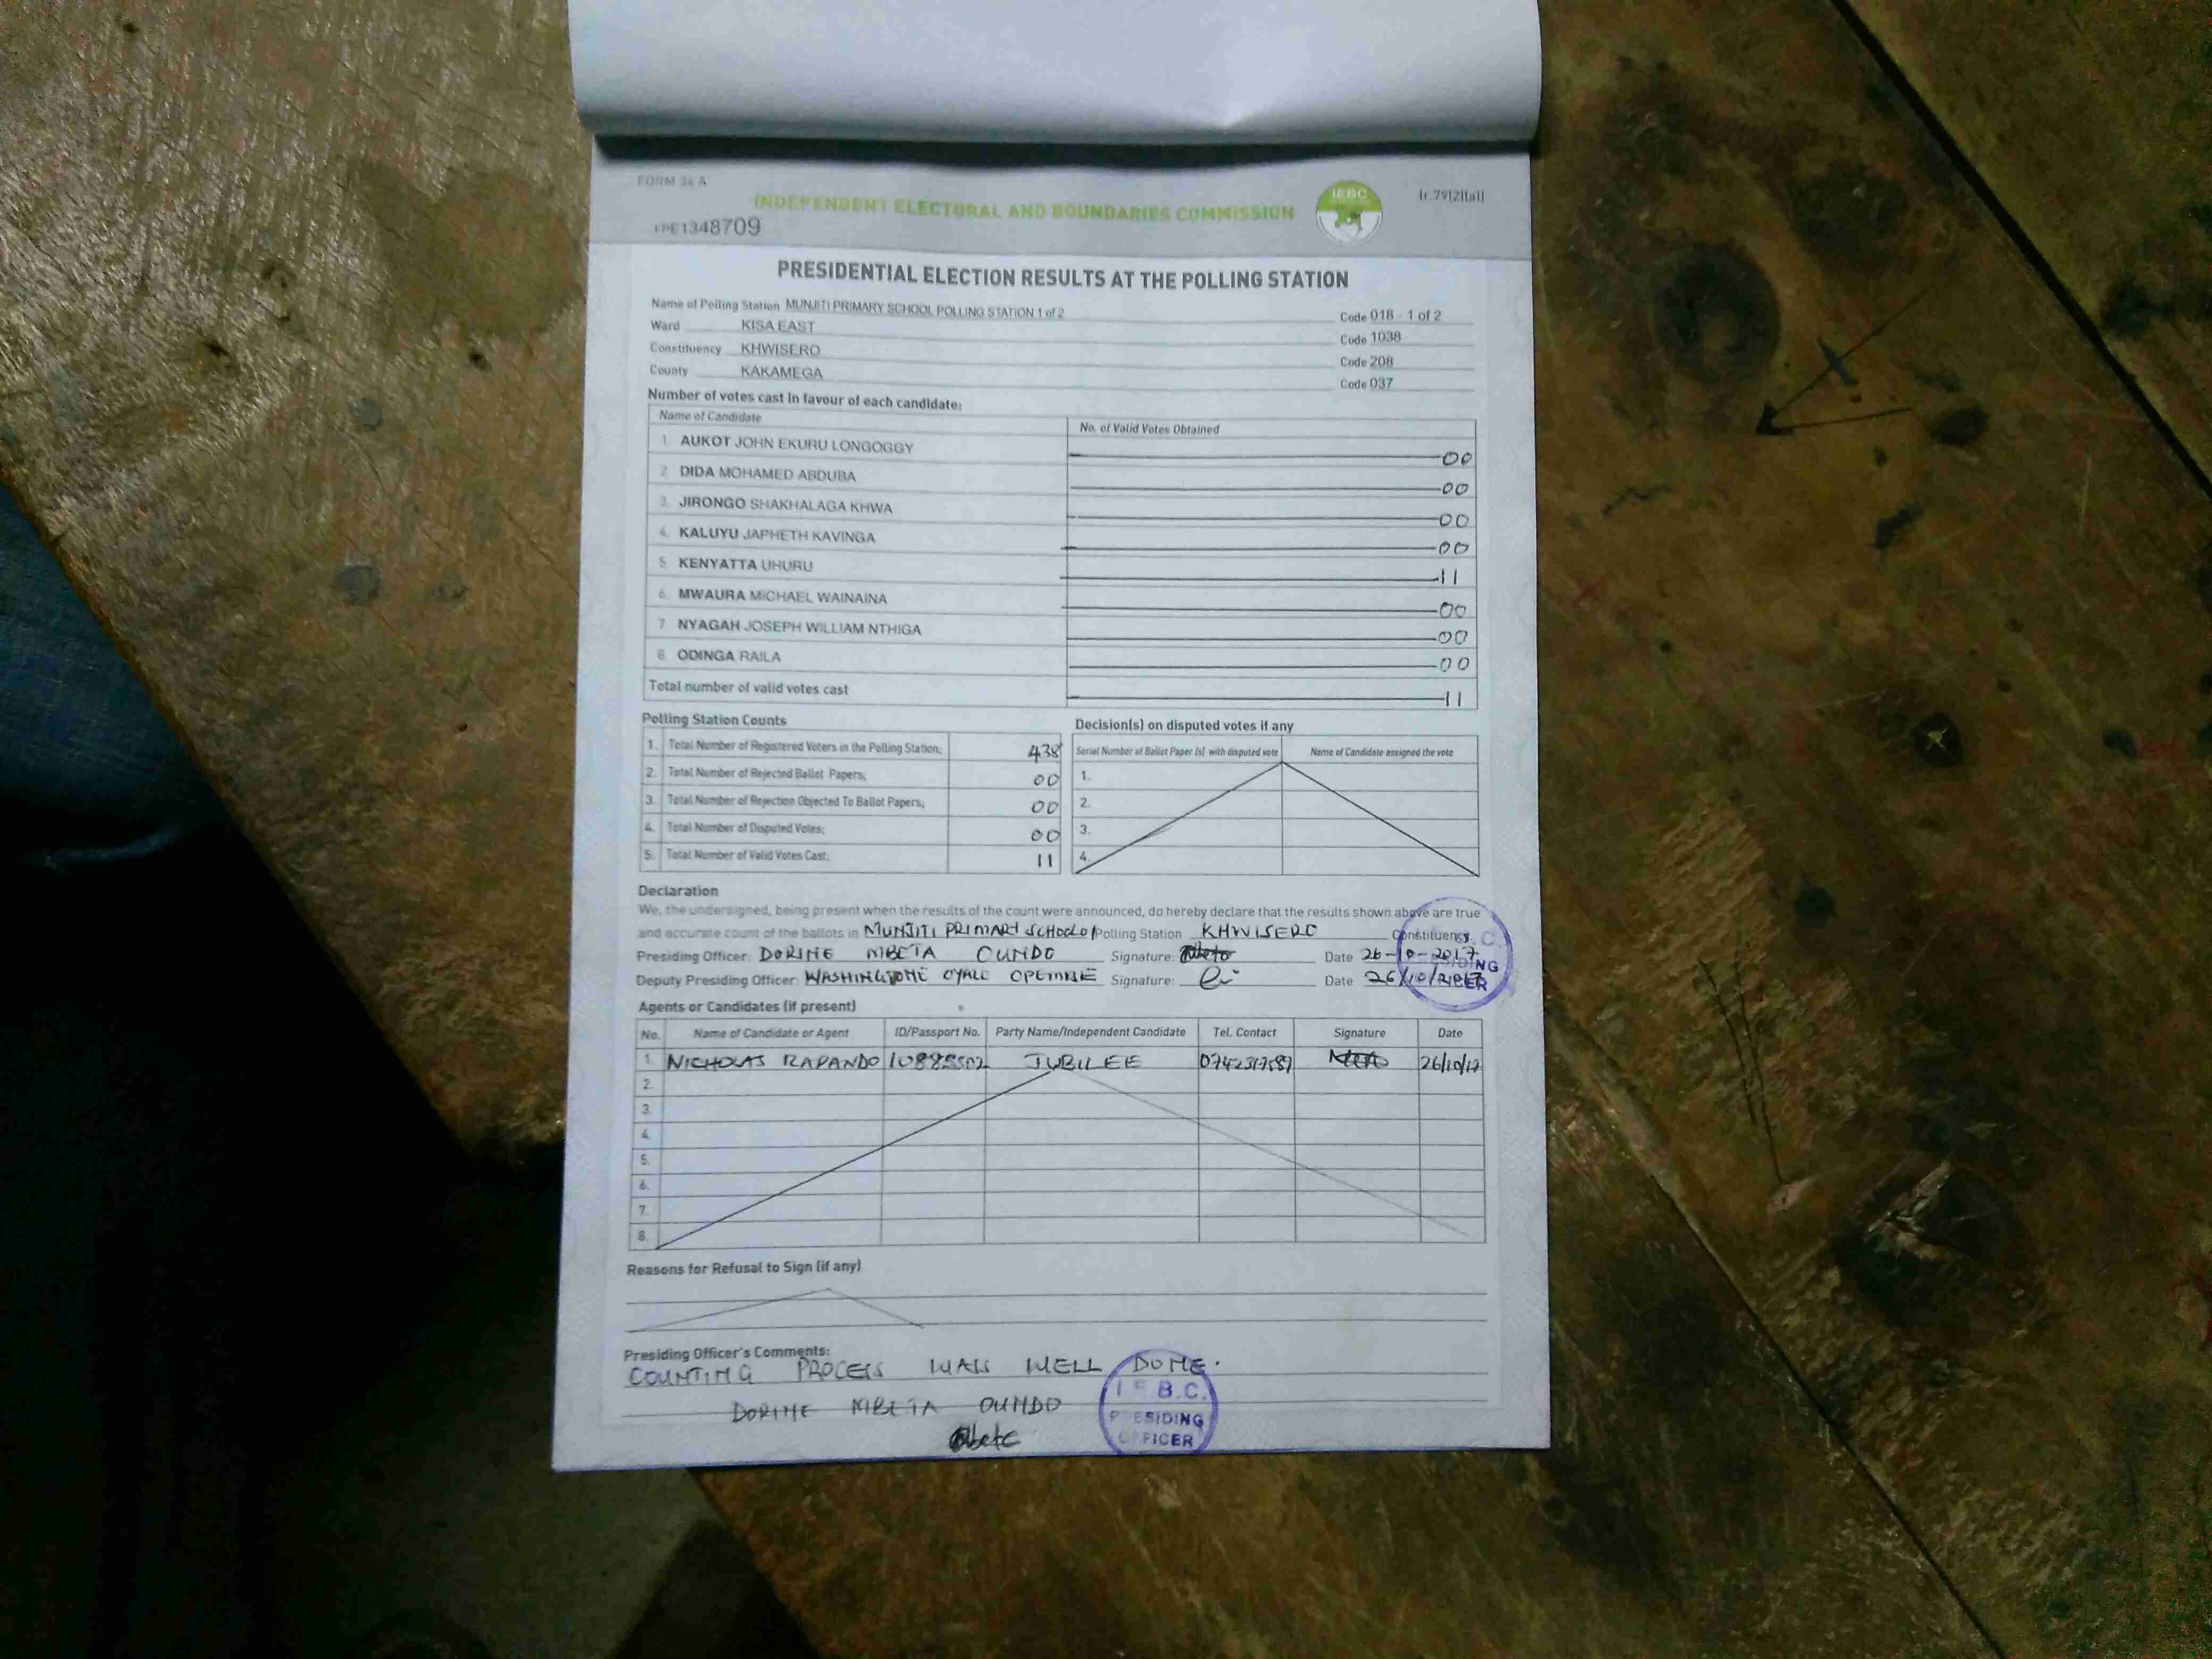 FORM 34 A
INDEPENDENT ELECTORAL AND BOUNDARIES COMMISSION
IEBC
(r.79(2)(a))
FPE1348709
PRESIDENTIAL ELECTION RESULTS AT THE POLLING STATION
Name of Polling Station MUNJITI PRIMARY SCHOOL POLLING STATION 1 of 2 Code 018 - 1 of 2
Ward KISA EAST Code 1038
Constituency KHWISERO Code 208
County KAKAMEGA Code 037
Number of votes cast in favour of each candidate;
Name of Candidate No. of Valid Votes Obtained
1. AUKOT JOHN EKURU LONGOGGY 00
2. DIDA MOHAMED ABDUBA 00
3. JIRONGO SHAKHALAGA KHWA 00
4. KALUYU JAPHETH KAVINGA 00
5. KENYATTA UHURU 11
6. MWAURA MICHAEL WAINAINA 00
7. NYAGAH JOSEPH WILLIAM NTHIGA 00
8. ODINGA RAILA 00
Total number of valid votes cast 11
Polling Station Counts
1. Total Number of Registered Voters in the Polling Station; 438
2. Total Number of Rejected Ballot Papers; 00
3. Total Number of Rejection Objected To Ballot Papers; 00
4. Total Number of Disputed Votes; 00
5. Total Number of Valid Votes Cast; 11
Decision(s) on disputed votes if any
Serial Number of Ballot Paper (s) with disputed vote Name of Candidate assigned the vote
1.
2.
3.
4.
Declaration
We, the undersigned, being present when the results of the count were announced, do hereby declare that the results shown above are true
and accurate count of the ballots in MUNJITI PRIMARY SCHOOL Polling Station KHWISERO Constituency.
Presiding Officer: DORINE MBETA OUNDO Signature: Date 26-10-2017
Deputy Presiding Officer: WASHINGTONE OYALE Signature: Date 26/10/2017
Agents or Candidates (if present)
No. Name of Candidate or Agent ID/Passport No. Party Name/Independent Candidate Tel. Contact Signature Date
1. NICHOLAS RAPANDO JUBILEE 26/10/17
2.
3.
4.
5.
6.
7.
8.
Reasons for Refusal to Sign (if any)
Presiding Officer's Comments:
COUNTING PROCESS WAS WELL DONE.
DORINE MBETA OUNDO
I E B.C.
PRESIDING
OFFICER